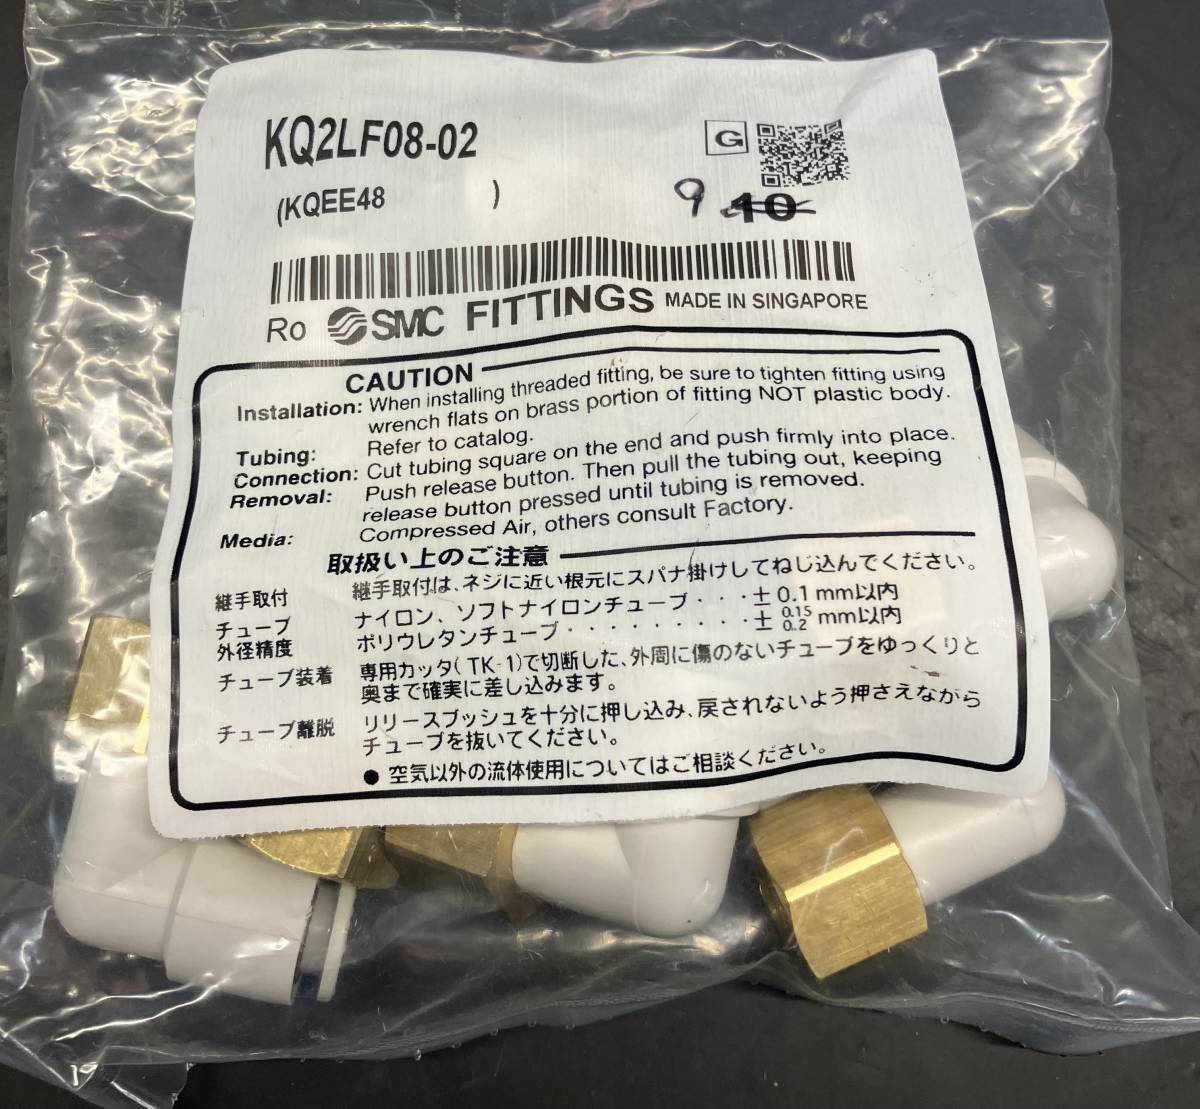 KQ2LF08-02
G
(KQEE48 )
9 10
Ro SMC FITTINGS MADE IN SINGAPORE
CAUTION
Installation: When installing threaded fitting, be sure to tighten fitting using
wrench flats on brass portion of fitting NOT plastic body.
Tubing: Refer to catalog.
Connection: Cut tubing square on the end and push firmly into place.
Removal: Push release button. Then pull the tubing out, keeping
release button pressed until tubing is removed.
Media: Compressed Air, others consult Factory.
取扱い上のご注意
継手取付 継手取付は、ネジに近い根元にスパナ掛けしてねじ込んでください。
チューブ ナイロン、ソフトナイロンチューブ・・・± 0.1 mm以内
外径精度 ポリウレタンチューブ・・・・・・・・・± 0.15 0.2 mm以内
チューブ装着 専用カッタ(TK-1)で切断した、外周に傷のないチューブをゆっくりと
奥まで確実に差し込みます。
チューブ離脱 リリースブッシュを十分に押し込み、戻されないよう押さえながら
チューブを抜いてください。
● 空気以外の流体使用についてはご相談ください。